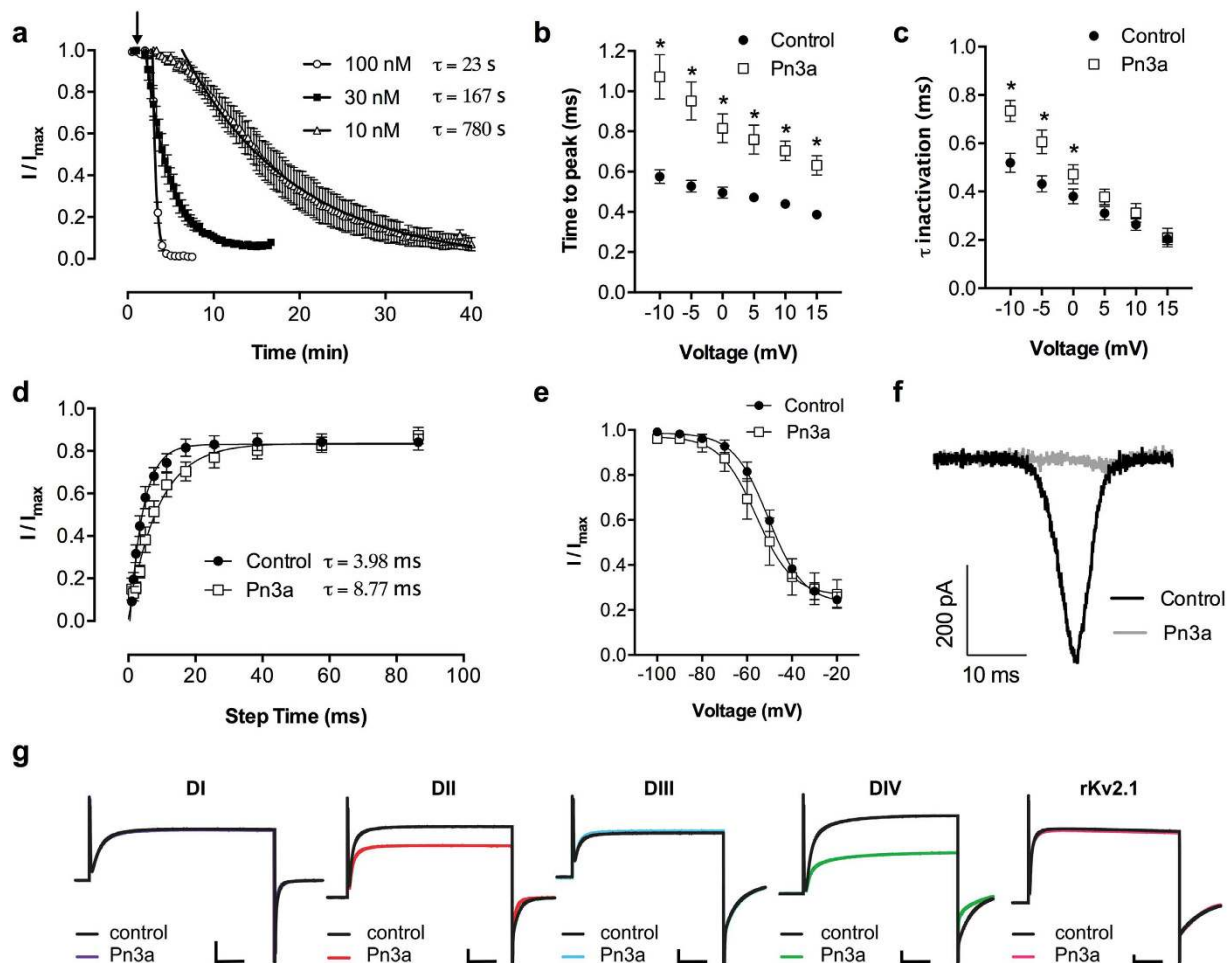 a
100 nM τ = 23 s
30 nM τ = 167 s
10 nM τ = 780 s
I / Imax
1.0
0.8
0.6
0.4
0.2
0.0
0 10 20 30 40
Time (min)
b
Control
Pn3a
Time to peak (ms)
1.2
1.0
0.8
0.6
0.4
0.2
0.0
* * * * * *
-10 -5 0 5 10 15
Voltage (mV)
c
Control
Pn3a
τ inactivation (ms)
1.0
0.8
0.6
0.4
0.2
0.0
* * *
-10 -5 0 5 10 15
Voltage (mV)
d
I / Imax
1.0
0.8
0.6
0.4
0.2
0.0
Control τ = 3.98 ms
Pn3a τ = 8.77 ms
0 20 40 60 80 100
Step Time (ms)
e
Control
Pn3a
I / Imax
1.0
0.8
0.6
0.4
0.2
0.0
-100 -80 -60 -40 -20
Voltage (mV)
f
200 pA
10 ms
Control
Pn3a
g
DI
control
Pn3a
DII
control
Pn3a
DIII
control
Pn3a
DIV
control
Pn3a
rKv2.1
control
Pn3a